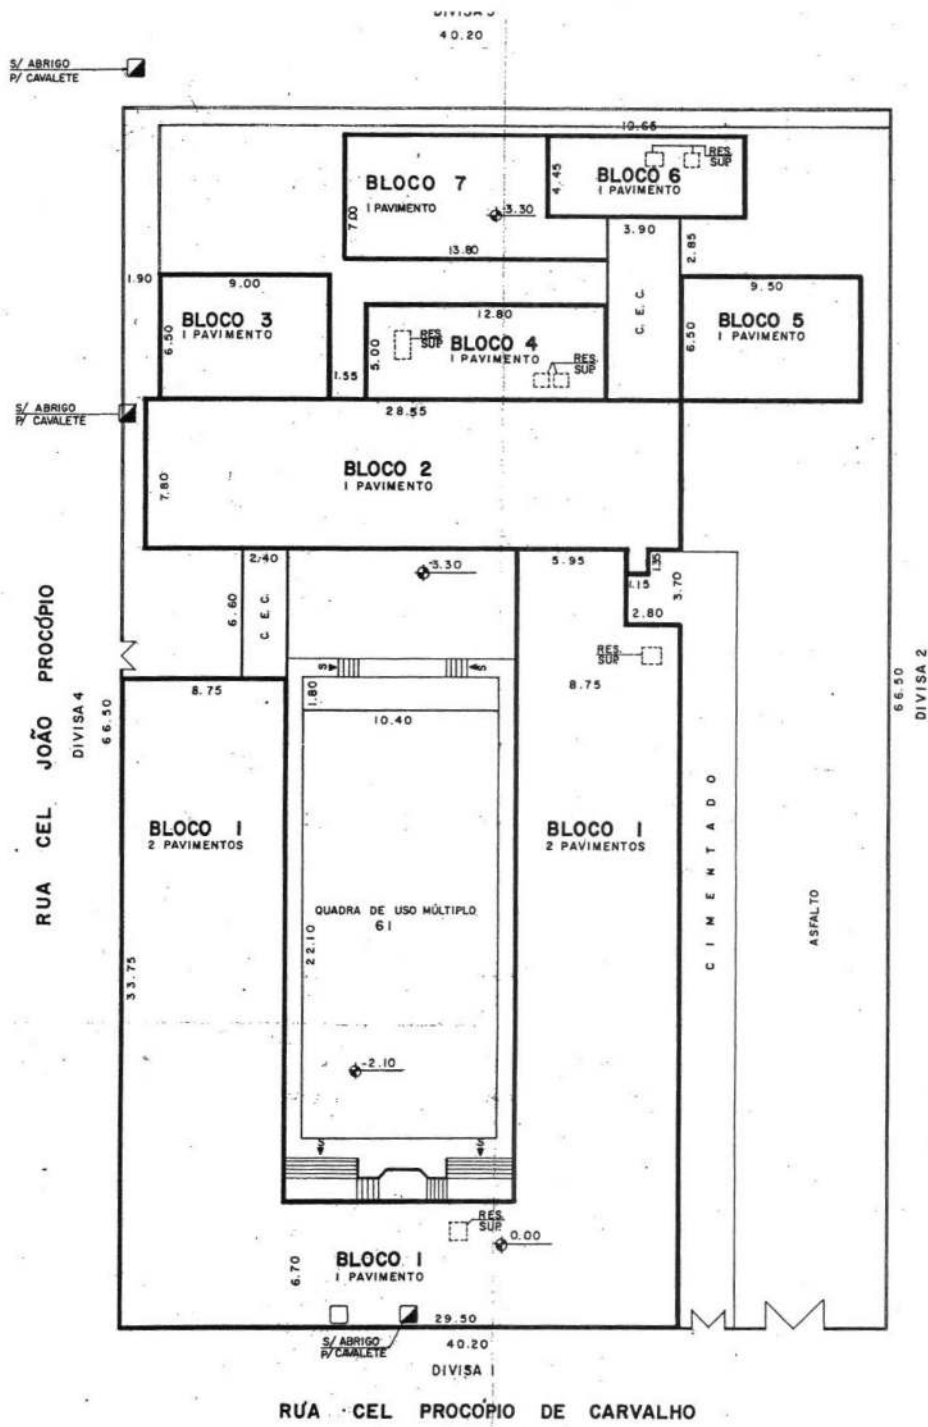 DIVISA 3
40.20
S/ ABRIGO
P/ CAVALETE
10.65
RES.
SUP
BLOCO 7
1 PAVIMENTO
7.00
-3.30
13.80
4.45
BLOCO 6
1 PAVIMENTO
3.90
2.85
1.90
9.00
BLOCO 3
1 PAVIMENTO
6.50
12.80
RES.
SUP
BLOCO 4
1 PAVIMENTO
5.00
RES.
SUP
1.55
C. E.C.
9.50
BLOCO 5
1 PAVIMENTO
6.50
S/ ABRIGO
P/ CAVALETE
28.55
BLOCO 2
1 PAVIMENTO
7.80
2.40
-3.30
5.95
1.35
1.15
3.70
2.80
6.60
C. E.C.
RES.
SUP
S
S
8.75
1.80
10.40
8.75
RUA CEL JOÃO PROCÓPIO
DIVISA 4
66.50
66.50
DIVISA 2
BLOCO 1
2 PAVIMENTOS
BLOCO 1
2 PAVIMENTOS
QUADRA DE USO MÚLTIPLO
61
22.10
33.75
CIMENTADO
ASFALTO
-2.10
S
S
RES.
SUP.
0.00
BLOCO 1
1 PAVIMENTO
6.70
29.50
S/ ABRIGO
P/ CAVALETE
40.20
DIVISA 1
RUA CEL PROCÓPIO DE CARVALHO